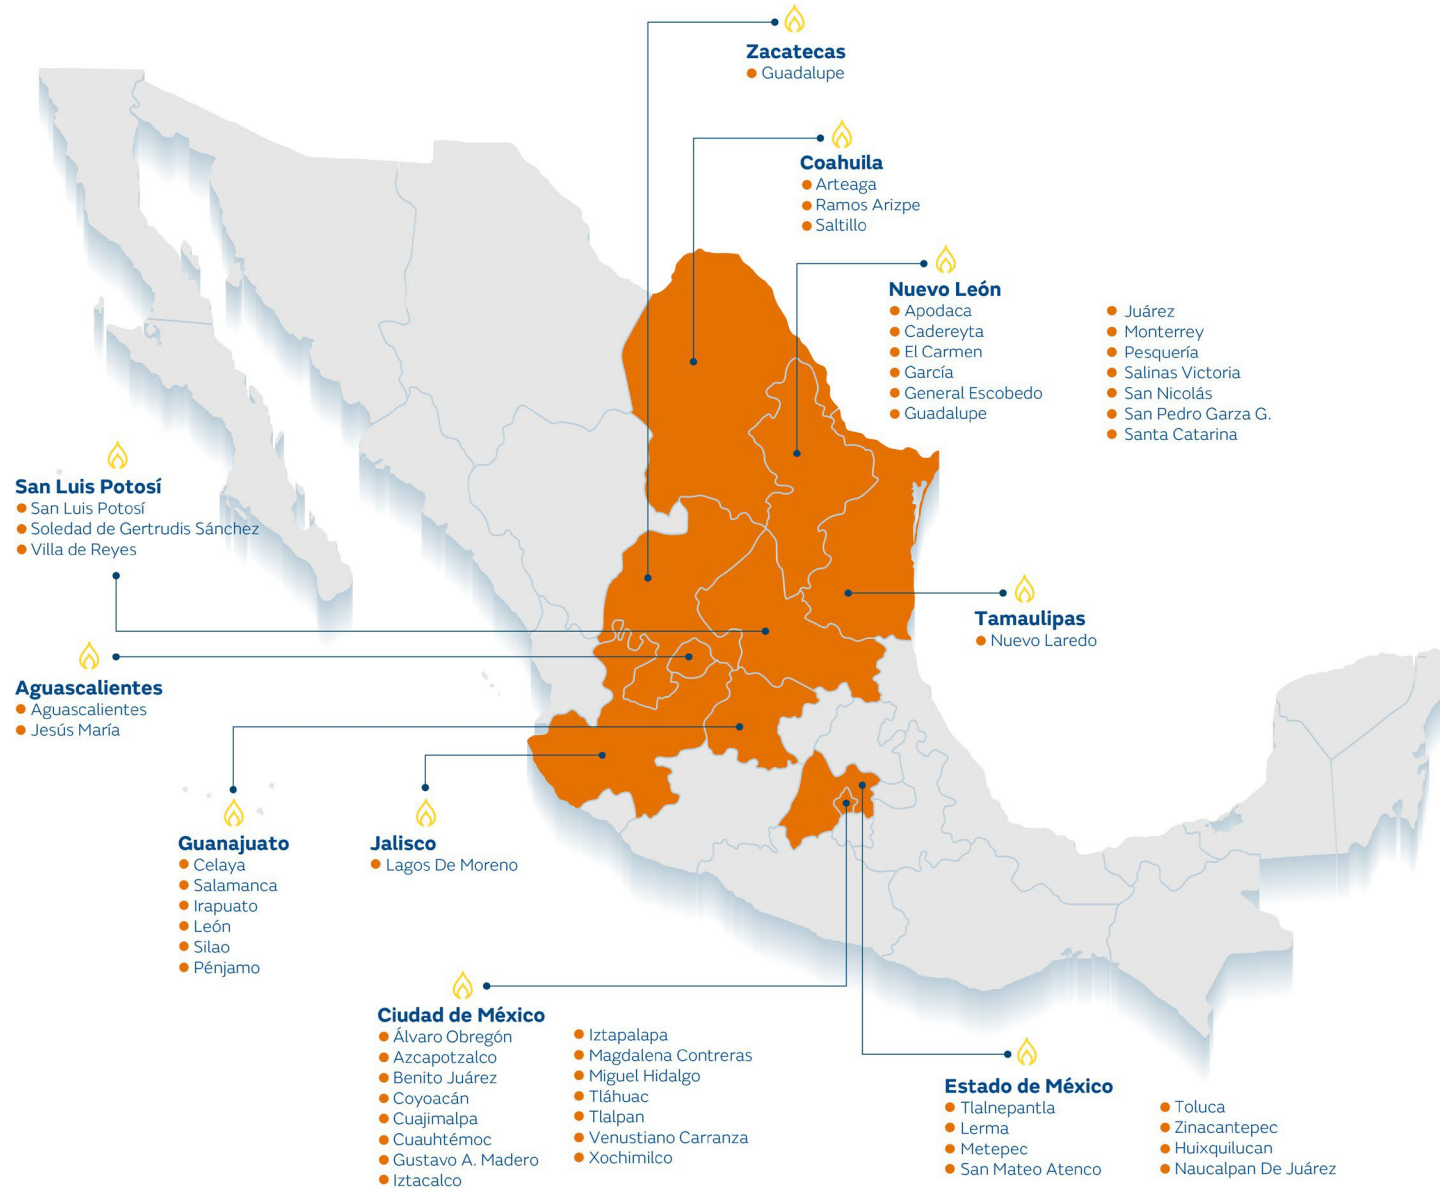 Zacatecas
Guadalupe
Coahuila
Arteaga
Ramos Arizpe
Saltillo
Nuevo León
Apodaca
Cadereyta
El Carmen
García
General Escobedo
Guadalupe
Juárez
Monterrey
Pesquería
Salinas Victoria
San Nicolás
San Pedro Garza G.
Santa Catarina
San Luis Potosí
San Luis Potosí
Soledad de Gertrudis Sánchez
Villa de Reyes
Tamaulipas
Nuevo Laredo
Aguascalientes
Aguascalientes
Jesús María
Guanajuato
Celaya
Salamanca
Irapuato
León
Silao
Pénjamo
Jalisco
Lagos De Moreno
Ciudad de México
Álvaro Obregón
Azcapotzalco
Benito Juárez
Coyoacán
Cuajimalpa
Cuauhtémoc
Gustavo A. Madero
Iztacalco
Iztapalapa
Magdalena Contreras
Miguel Hidalgo
Tláhuac
Tlalpan
Venustiano Carranza
Xochimilco
Estado de México
Tlalnepantla
Lerma
Metepec
San Mateo Atenco
Toluca
Zinacantepec
Huixquilucan
Naucalpan De Juárez